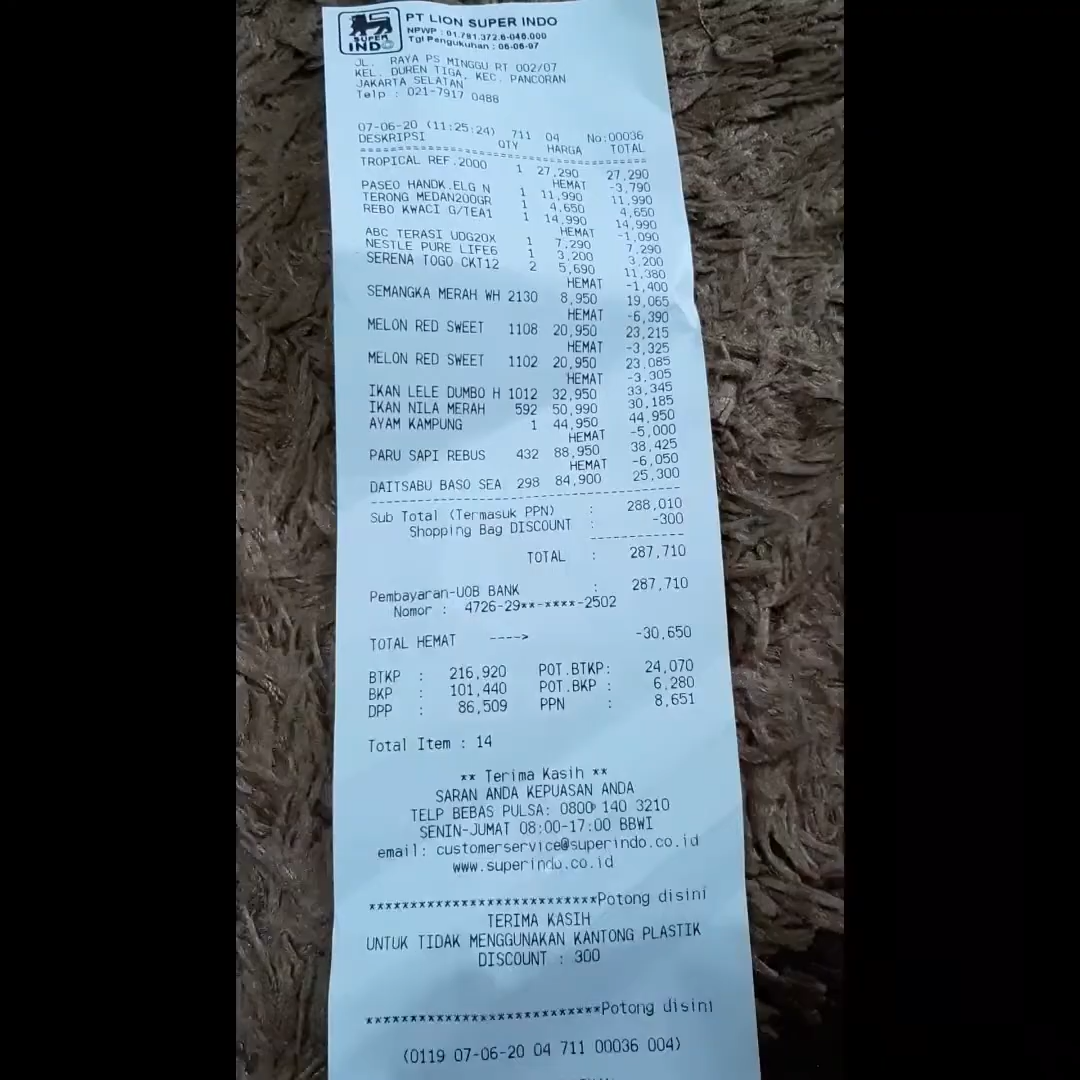 SUPER
INDO
PT LION SUPER INDO
NPWP : 01.781.372.6-046.000
Tgl Pengukuhan : 06-06-97
JL. RAYA PS MINGGU RT 002/07
KEL. DUREN TIGA, KEC. PANCORAN
JAKARTA SELATAN
Telp : 021-7917 0488
07-06-20 (11:25:24) 711 04 No:00036
DESKRIPSI QTY HARGA TOTAL
TROPICAL REF.2000 1 27,290 27,290
HEMAT -3,790
PASEO HANDK.ELG N 1 11,990 11,990
TERONG MEDAN200GR 1 4,650 4,650
REBO KWACI G/TEA1 1 14,990 14,990
HEMAT -1,090
ABC TERASI UDG20X 1 7,290 7,290
NESTLE PURE LIFE6 1 3,200 3,200
SERENA TOGO CKT12 2 5,690 11,380
HEMAT -1,400
SEMANGKA MERAH WH 2130 8,950 19,065
HEMAT -6,390
MELON RED SWEET 1108 20,950 23,215
HEMAT -3,325
MELON RED SWEET 1102 20,950 23,085
HEMAT -3,305
IKAN LELE DUMBO H 1012 32,950 33,345
IKAN NILA MERAH 592 50,990 30,185
AYAM KAMPUNG 1 44,950 44,950
HEMAT -5,000
PARU SAPI REBUS 432 88,950 38,425
HEMAT -6,050
DAITSABU BASO SEA 298 84,900 25,300
Sub Total (Termasuk PPN) : 288,010
Shopping Bag DISCOUNT : -300
TOTAL : 287,710
Pembayaran-UOB BANK : 287,710
Nomor : 4726-29**-****-2502
TOTAL HEMAT ----> -30,650
BTKP : 216,920 POT.BTKP: 24,070
BKP : 101,440 POT.BKP : 6,280
DPP : 86,509 PPN : 8,651
Total Item : 14
** Terima Kasih **
SARAN ANDA KEPUASAN ANDA
TELP BEBAS PULSA: 0800 140 3210
SENIN-JUMAT 08:00-17:00 BBWI
email: customerservice@superindo.co.id
www.superindo.co.id
**************************Potong disini
TERIMA KASIH
UNTUK TIDAK MENGGUNAKAN KANTONG PLASTIK
DISCOUNT : 300
**************************Potong disini
(0119 07-06-20 04 711 00036 004)